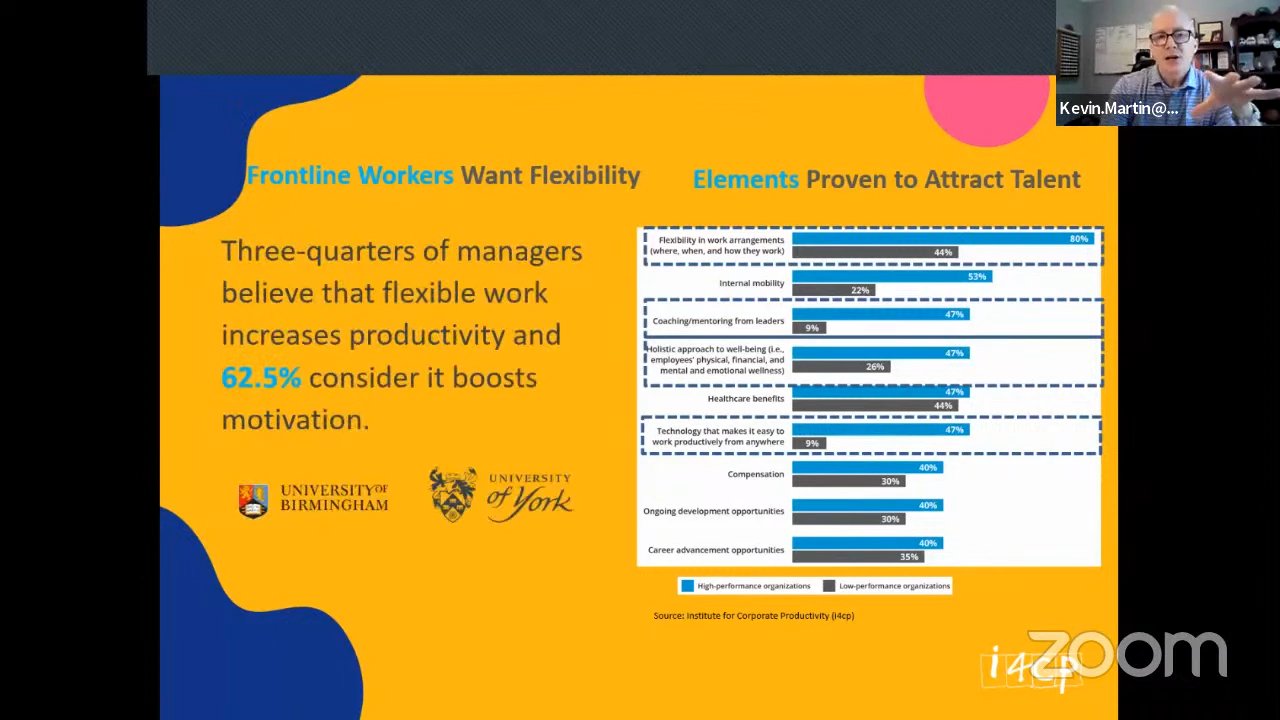 Kevin.Martin@...
Frontline Workers Want Flexibility
Three-quarters of managers
believe that flexible work
increases productivity and
62.5% consider it boosts
motivation.
UNIVERSITY OF
BIRMINGHAM
UNIVERSITY
of York
Elements Proven to Attract Talent
Flexibility in work arrangements
(where, when, and how they work)
80%
44%
Internal mobility
53%
22%
Coaching/mentoring from leaders
47%
9%
Holistic approach to well-being (i.e.,
employees' physical, financial, and
mental and emotional wellness)
47%
26%
Healthcare benefits
47%
44%
Technology that makes it easy to
work productively from anywhere
47%
9%
Compensation
40%
30%
Ongoing development opportunities
40%
30%
Career advancement opportunities
40%
35%
High-performance organizations
Low-performance organizations
Source: Institute for Corporate Productivity (i4cp)
i4cp
zoom